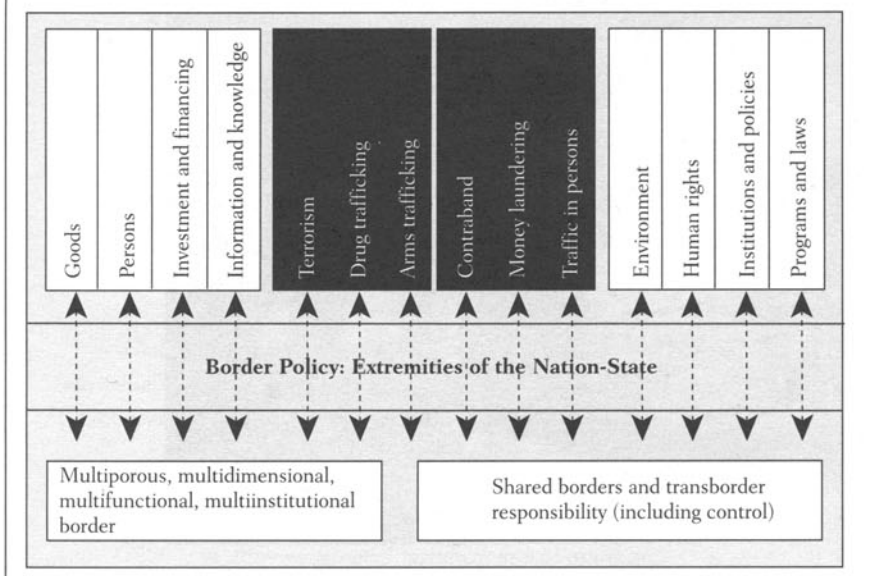 Goods
Persons
Investment and financing
Information and knowledge
Terrorism
Drug trafficking
Arms trafficking
Contraband
Money laundering
Traffic in persons
Environment
Human rights
Institutions and policies
Programs and laws
Border Policy: Extremities of the Nation-State
Multiporous, multidimensional,
multifunctional, multiinstitutional
border
Shared borders and transborder
responsibility (including control)